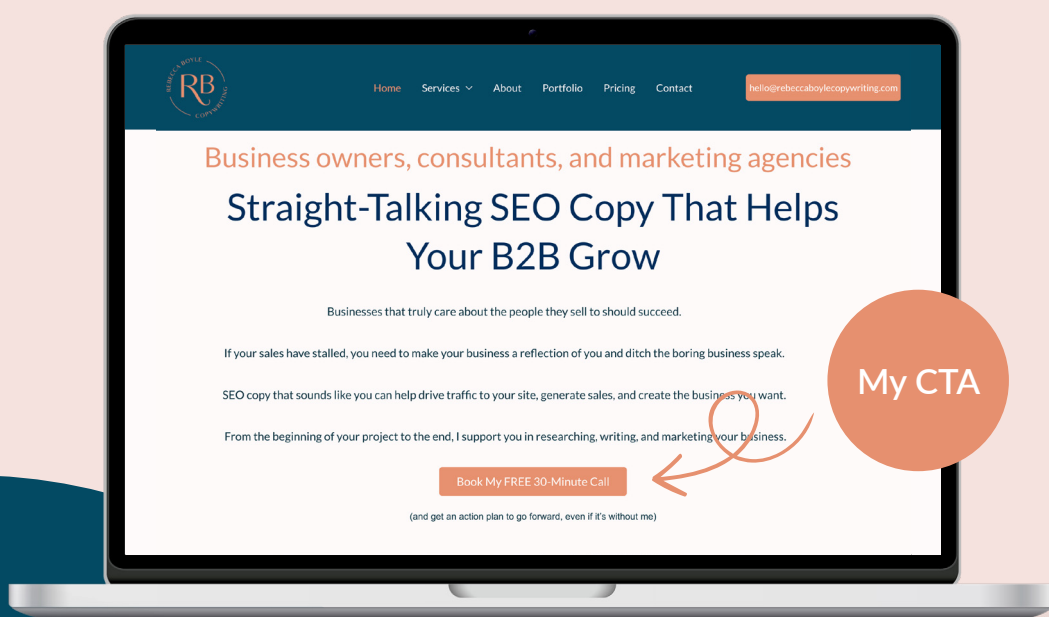 REBECCA BOYLE
RB
COPYWRITING
Home Services About Portfolio Pricing Contact
hello@rebeccaboylecopywriting.com
Business owners, consultants, and marketing agencies
Straight-Talking SEO Copy That Helps
Your B2B Grow
Businesses that truly care about the people they sell to should succeed.
If your sales have stalled, you need to make your business a reflection of you and ditch the boring business speak.
SEO copy that sounds like you can help drive traffic to your site, generate sales, and create the business you want.
From the beginning of your project to the end, I support you in researching, writing, and marketing your business.
My CTA
Book My FREE 30-Minute Call
(and get an action plan to go forward, even if it's without me)